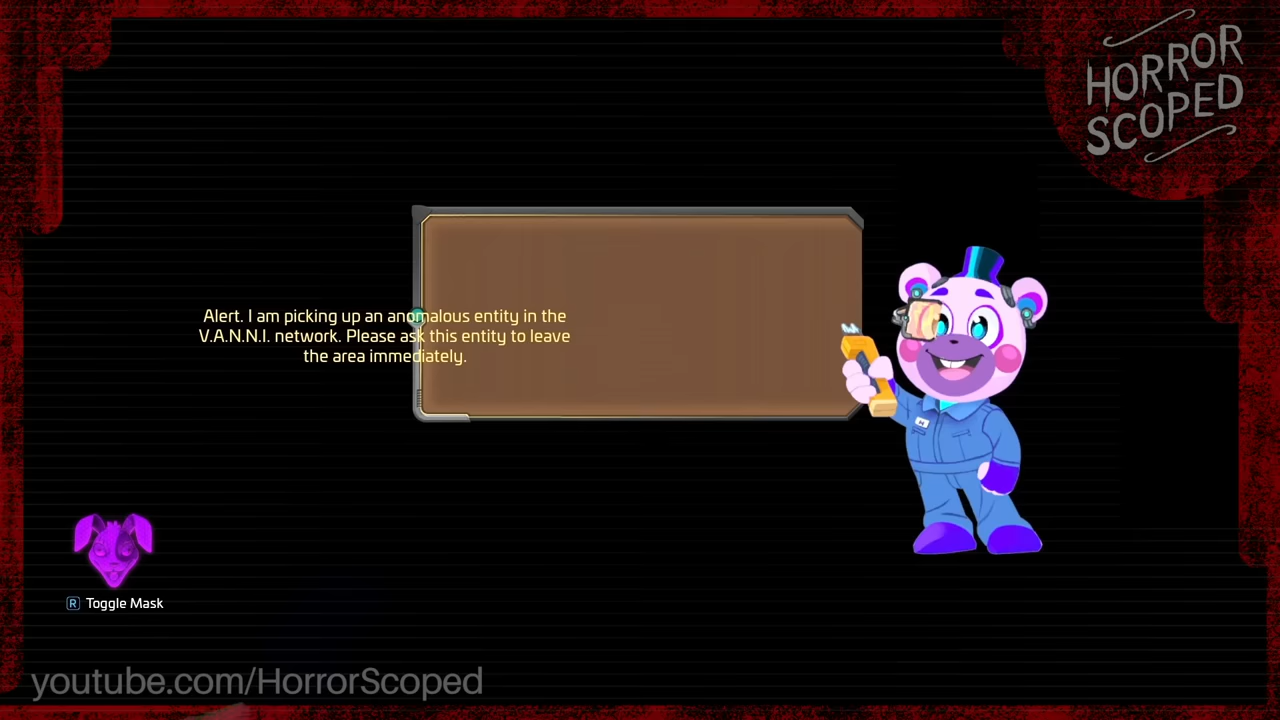 HORROR
SCOPED
Alert. I am picking up an anomalous entity in the
V.A.N.N.I. network. Please ask this entity to leave
the area immediately.
R Toggle Mask
youtube.com/HorrorScoped